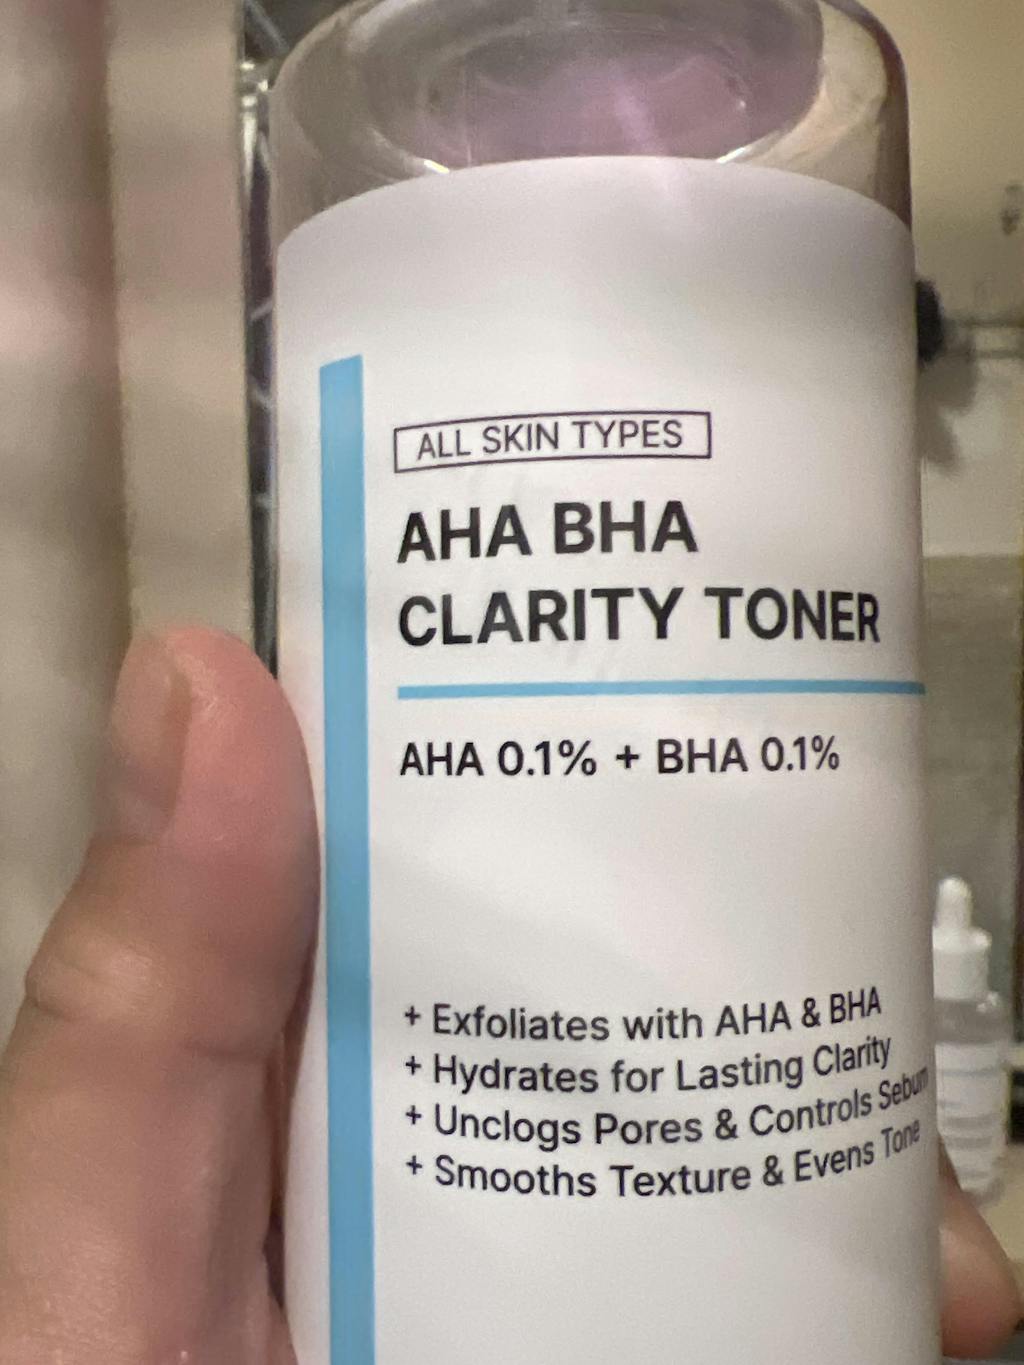 ALL SKIN TYPES
AHA BHA
CLARITY TONER
AHA 0.1% + BHA 0.1%
+ Exfoliates with AHA & BHA
+ Hydrates for Lasting Clarity
+ Unclogs Pores & Controls Sebum
+ Smooths Texture & Evens Tone